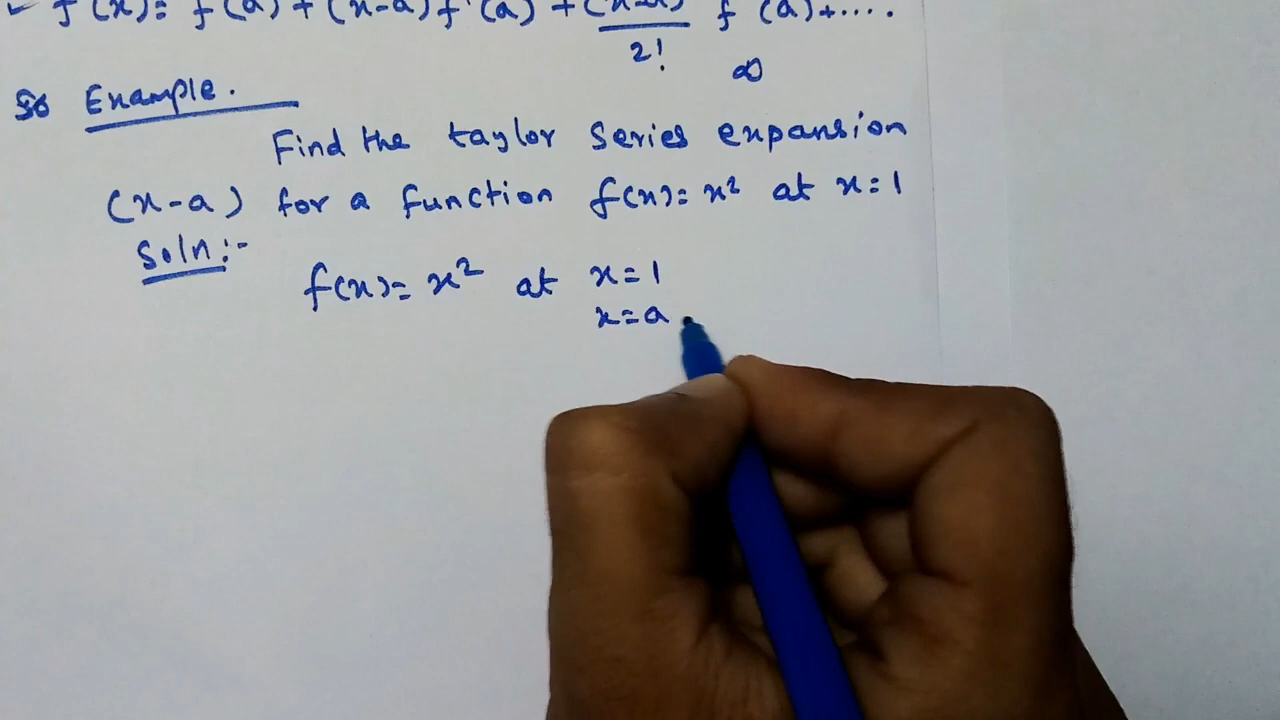 f(x)= f(a)+(x-a)f'(a)+(x-a)² f''(a)+....
2! ∞
So Example.
Find the taylor series expansion
(x-a) for a function f(x)= x² at x=1
Soln:-
f(x)= x² at x=1
x=a